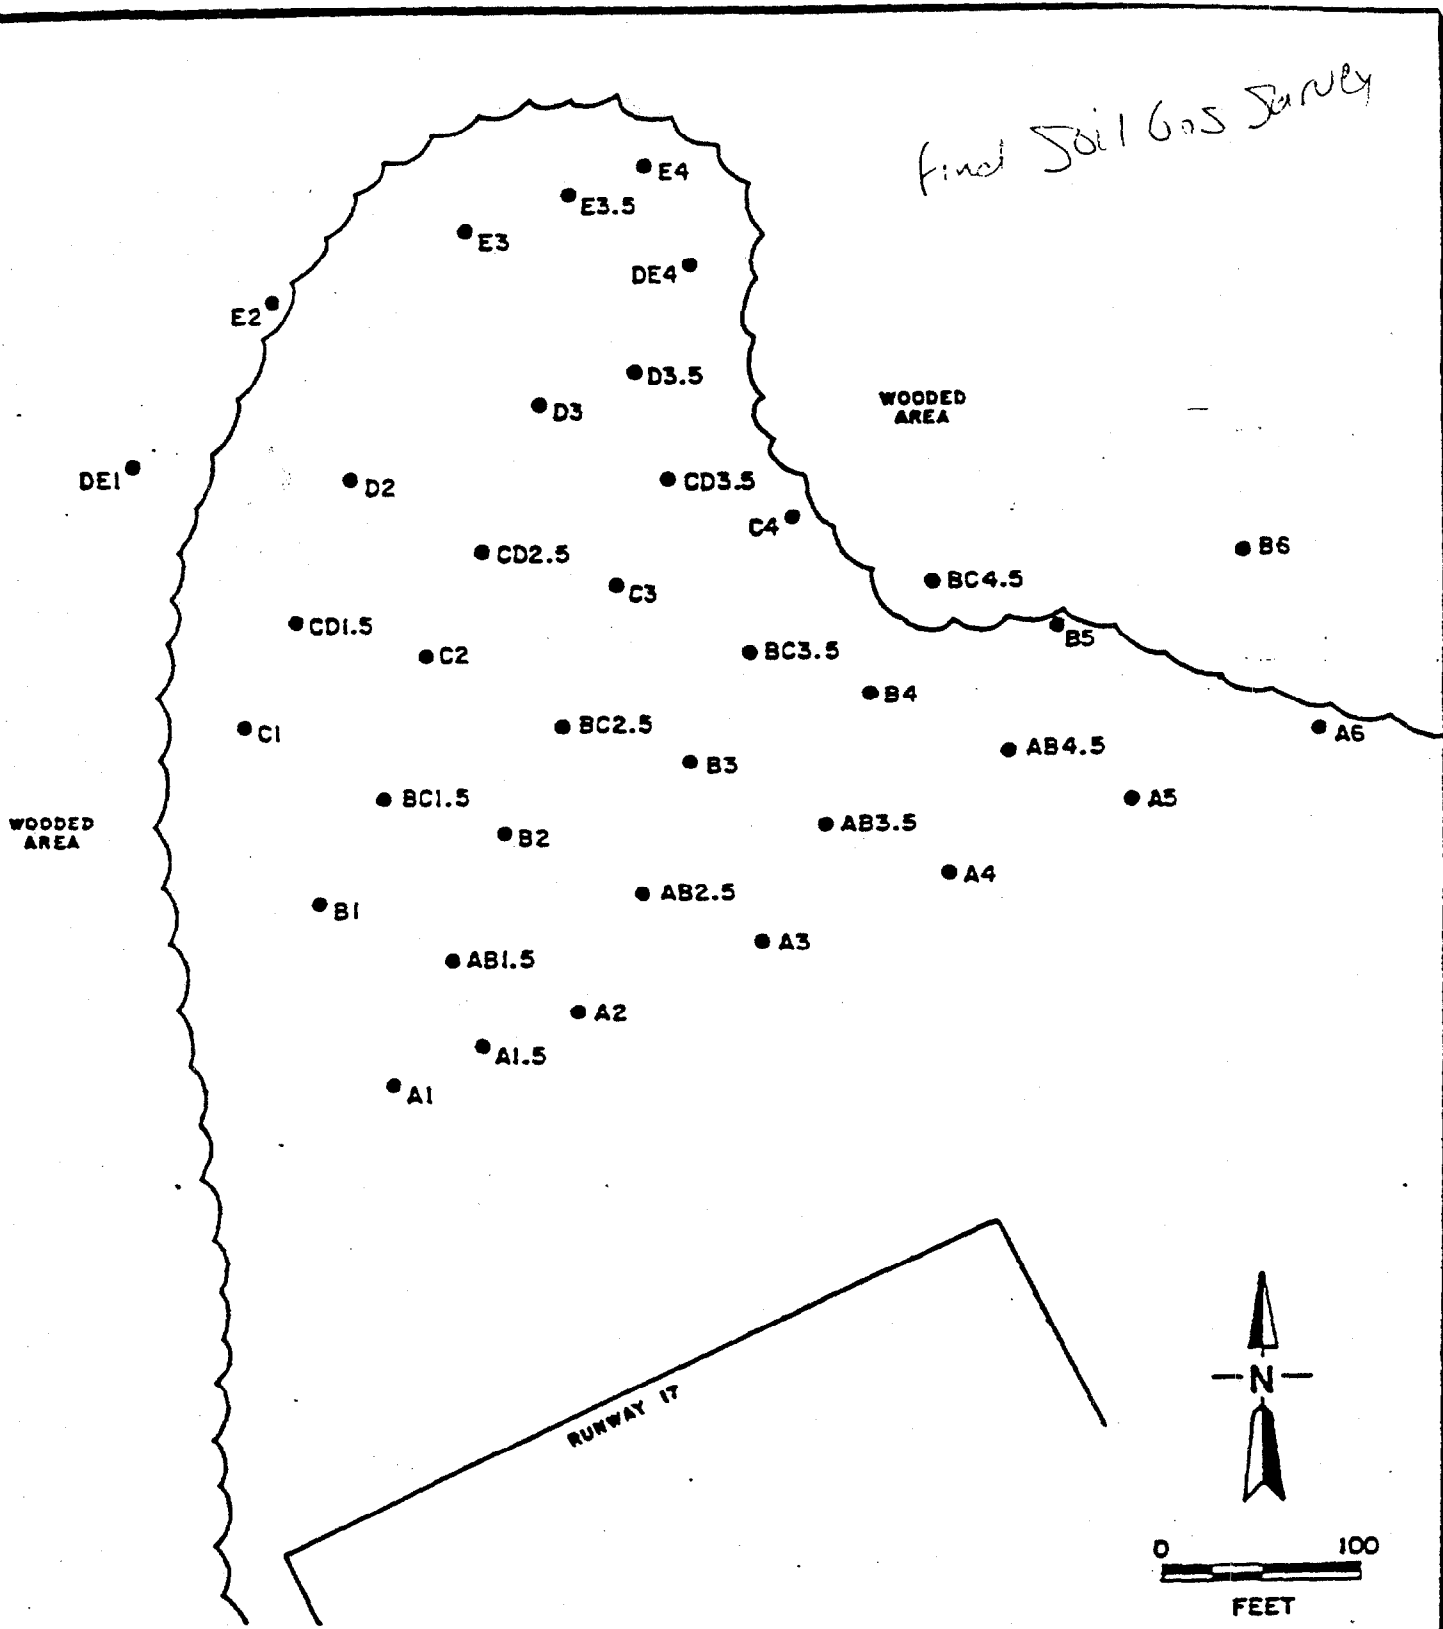 Final Soil Gas Survey
E4
E3.5
E3
DE4
E2
D3.5
D3
WOODED
AREA
DE1
D2
CD3.5
C4
CD2.5
B6
BC4.5
C3
CD1.5
B5
C2
BC3.5
B4
C1
BC2.5
A6
AB4.5
B3
BC1.5
A5
WOODED
AREA
B2
AB3.5
A4
AB2.5
B1
A3
AB1.5
A2
A1.5
A1
N
RUNWAY 17
0 100
FEET